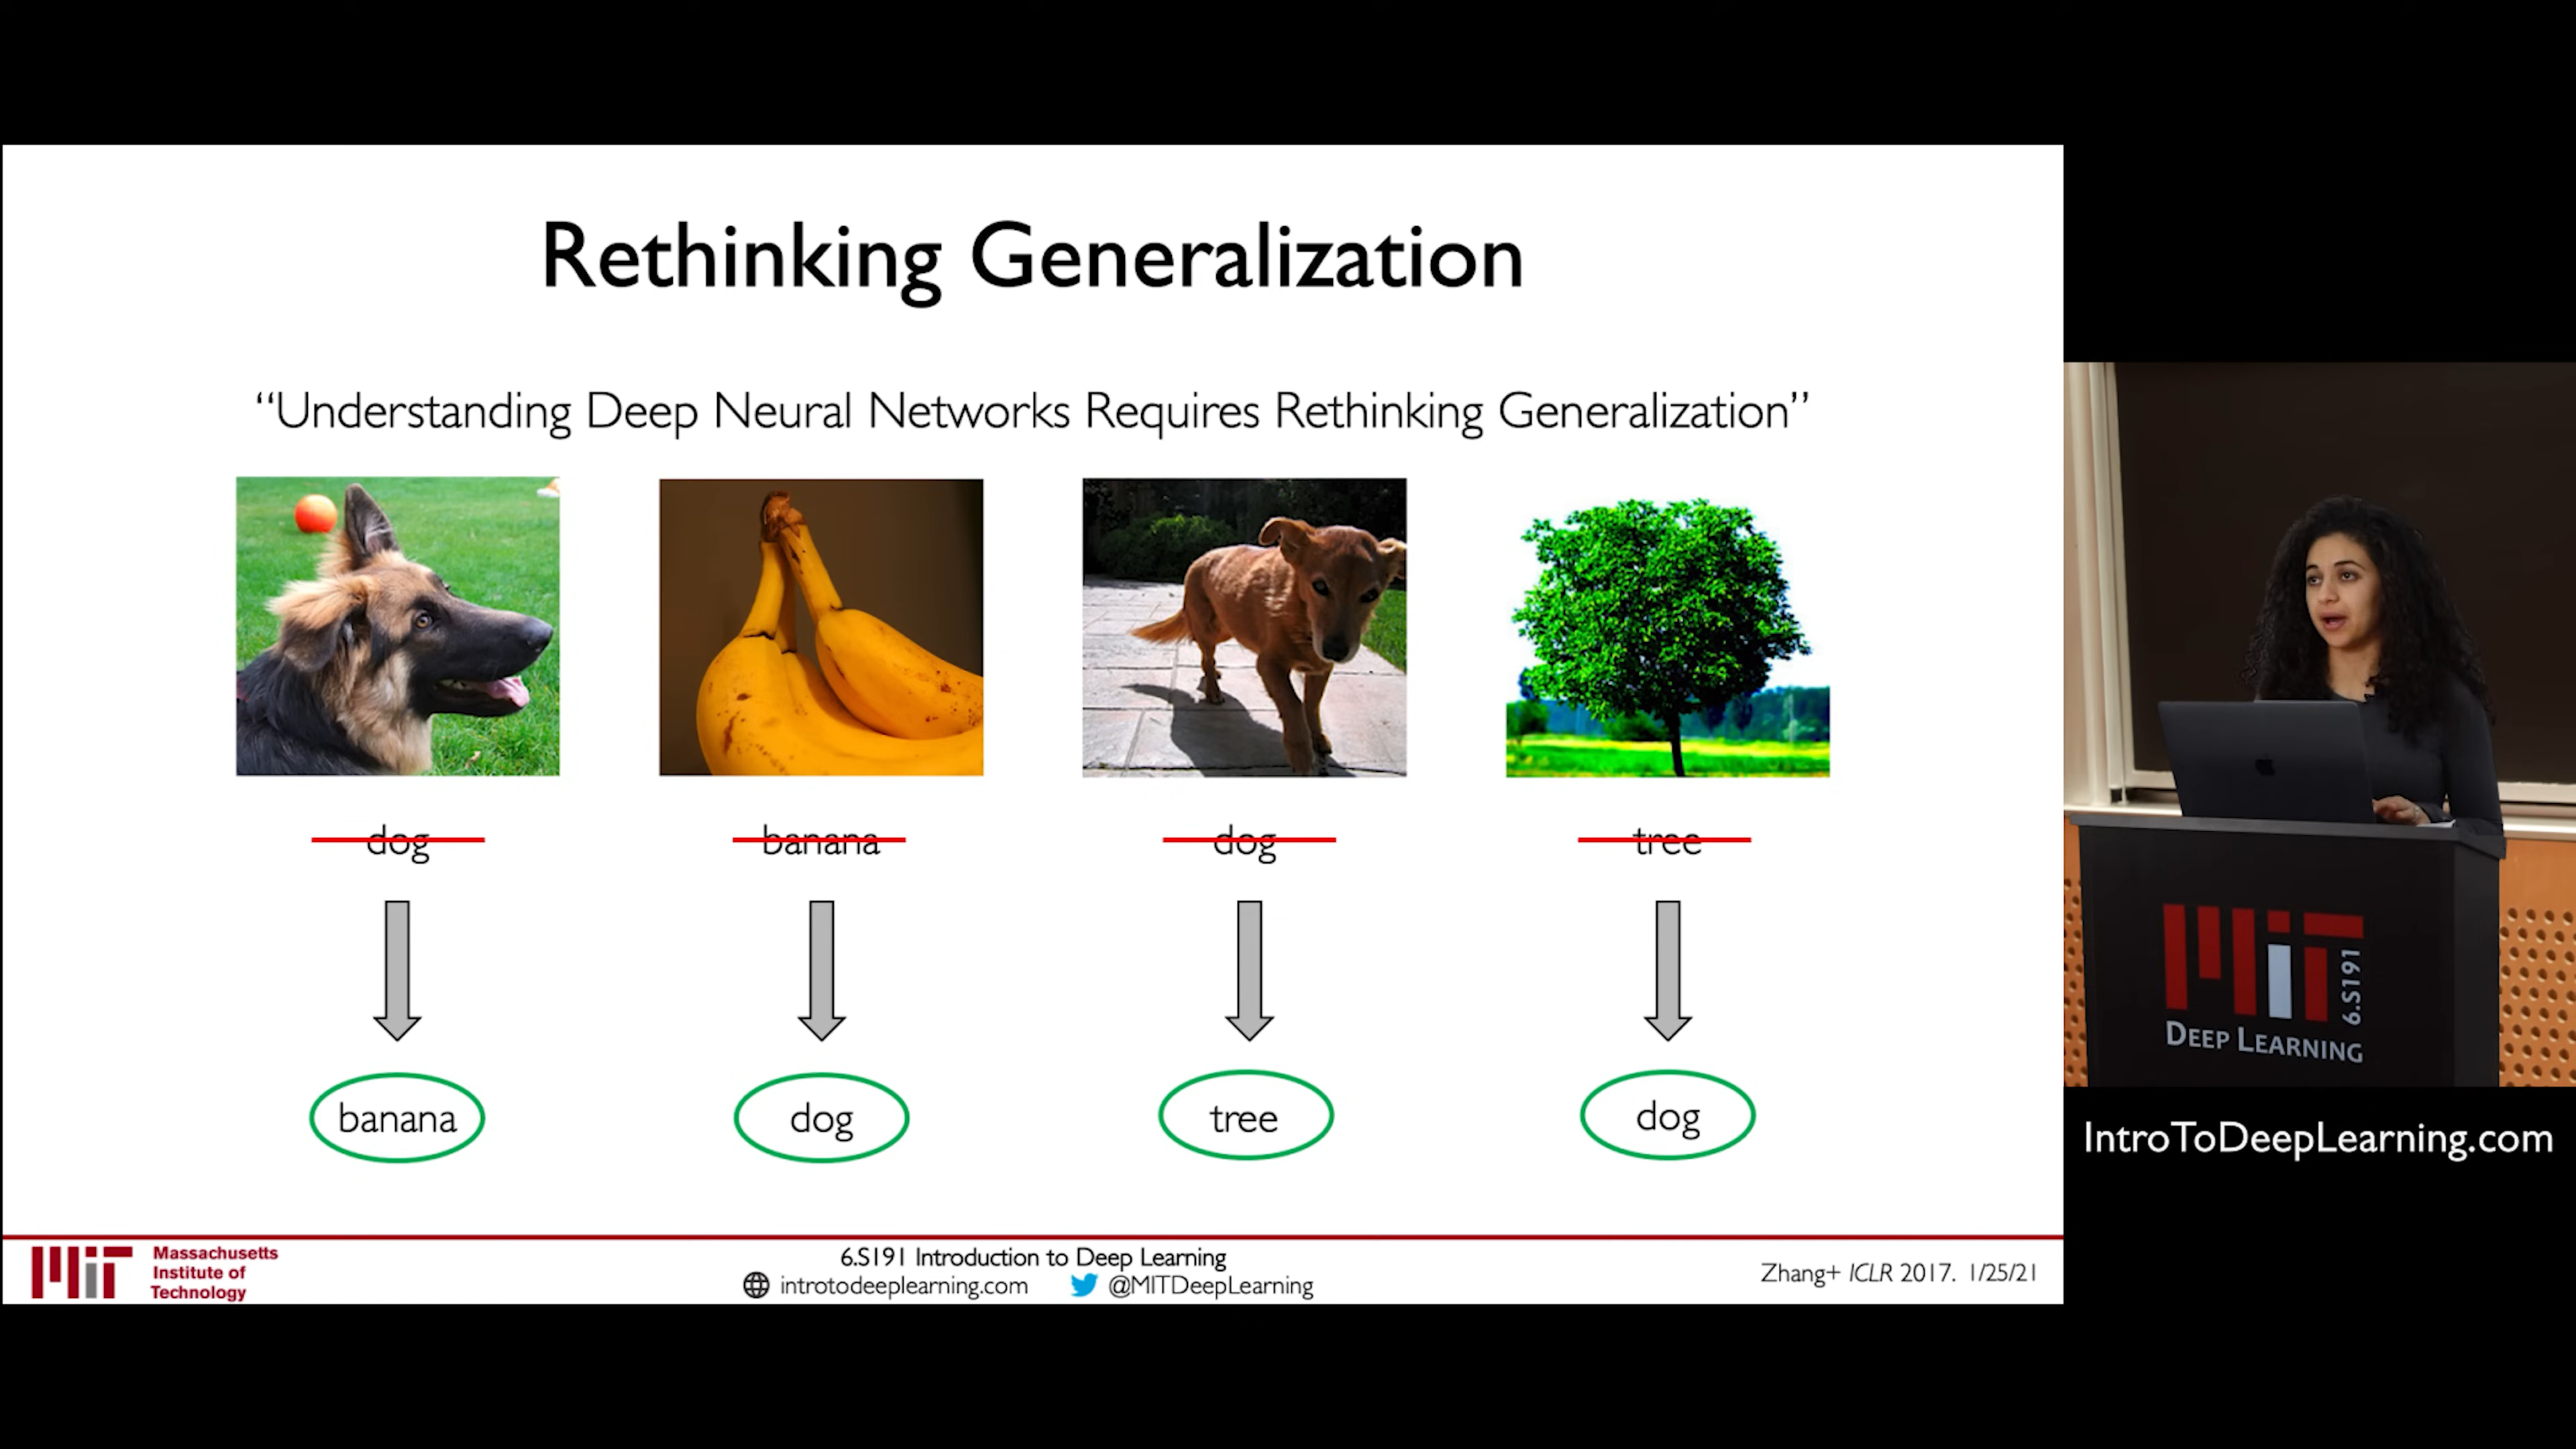 Rethinking Generalization
“Understanding Deep Neural Networks Requires Rethinking Generalization”
dog
banana
dog
tree
banana
dog
tree
dog
MIT
Massachusetts
Institute of
Technology
6.S191 Introduction to Deep Learning
introtodeeplearning.com
@MITDeepLearning
Zhang+ ICLR 2017. 1/25/21
MIT
6.S191
DEEP LEARNING
IntroToDeepLearning.com